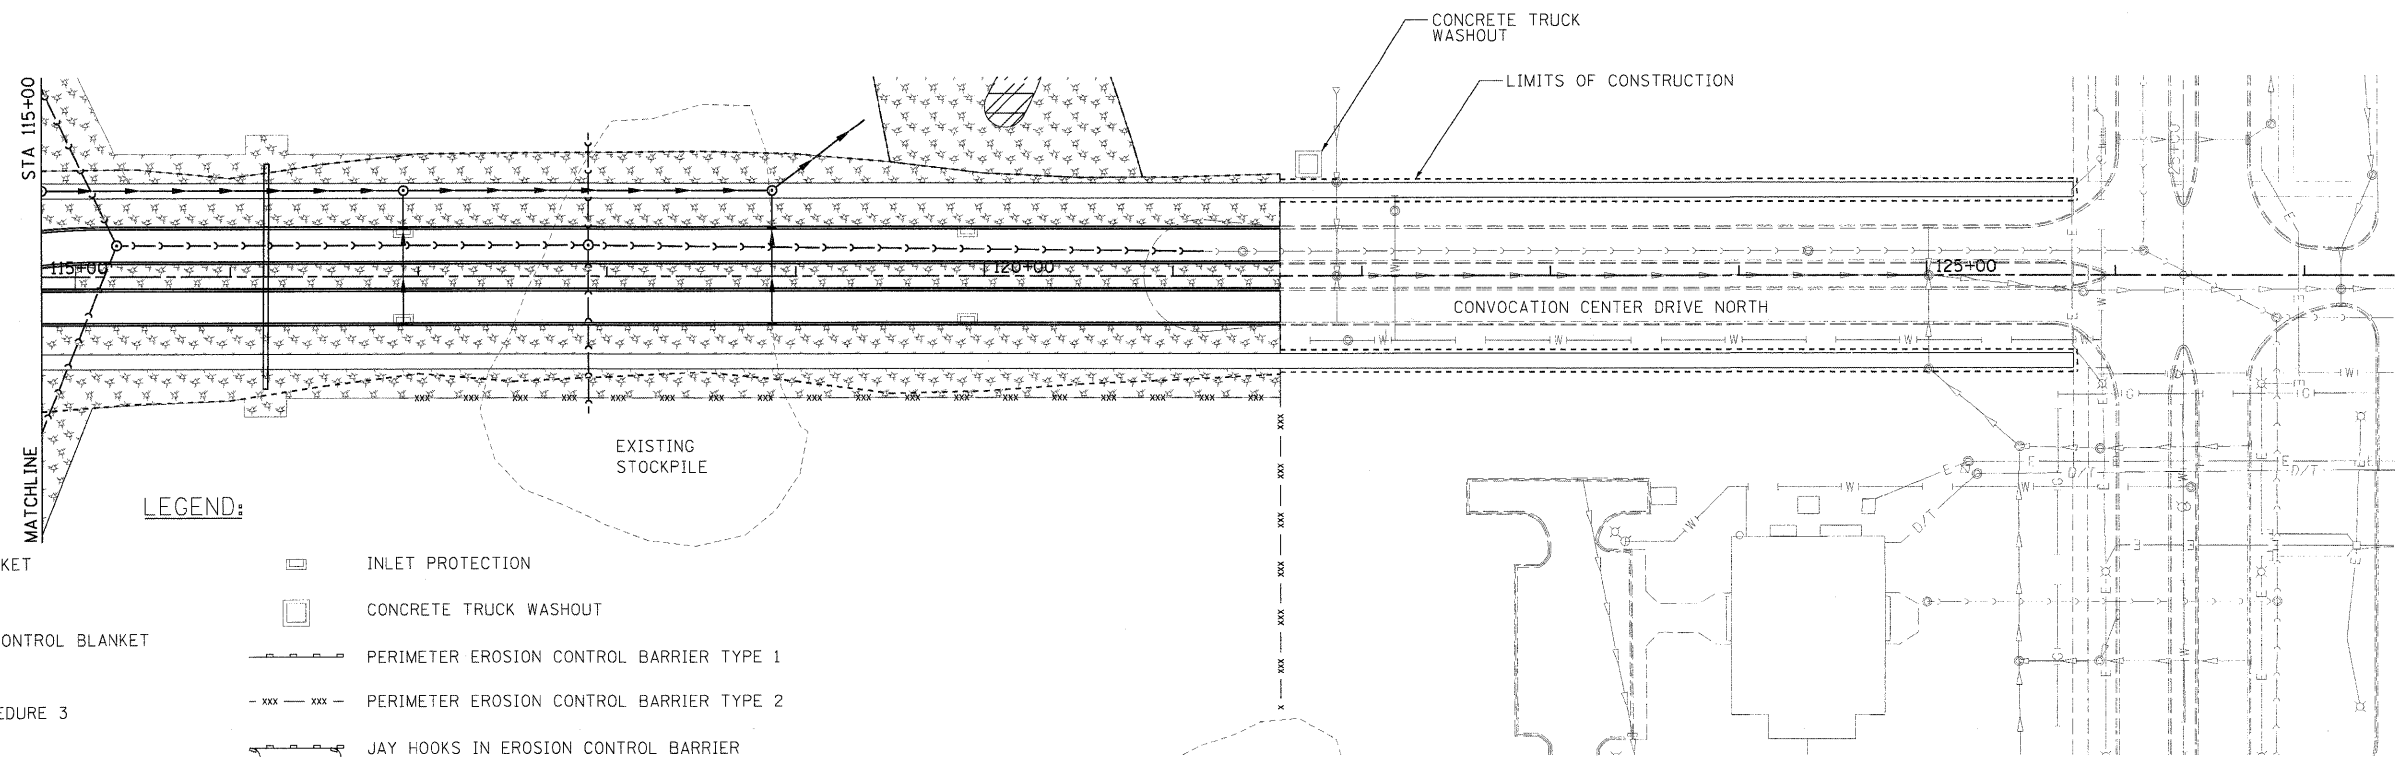 CONCRETE TRUCK
WASHOUT
LIMITS OF CONSTRUCTION
STA 115+00
115+00
120+00
125+00
CONVOCATION CENTER DRIVE NORTH
EXISTING
STOCKPILE
MATCHLINE
LEGEND:
KET
INLET PROTECTION
CONCRETE TRUCK WASHOUT
ONTROL BLANKET
PERIMETER EROSION CONTROL BARRIER TYPE 1
XXX XXX PERIMETER EROSION CONTROL BARRIER TYPE 2
EDURE 3
JAY HOOKS IN EROSION CONTROL BARRIER
W
W
W
W
W
E
D/T
E
D/T
W
W
E
D/T
W
G
G